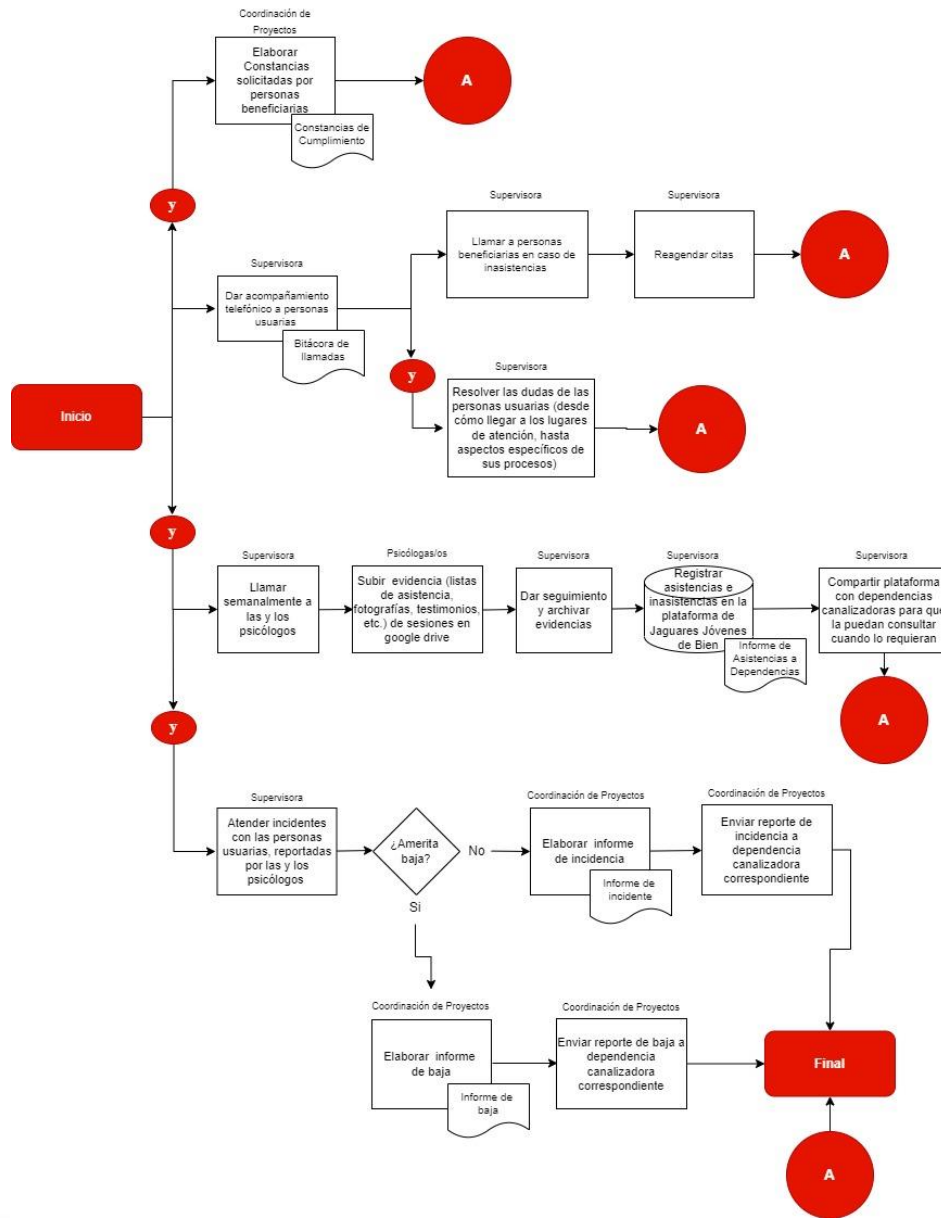 Coordinación de
Proyectos
Elaborar
Constancias
solicitadas por
personas
beneficiarias
Constancias de
Cumplimiento
A
y
Supervisora
Dar acompañamiento
telefónico a personas
usuarias
Bitácora de
llamadas
Supervisora
Llamar a personas
beneficiarias en caso de
inasistencias
Supervisora
Reagendar citas
A
y
Supervisora
Resolver las dudas de las
personas usuarias (desde
cómo llegar a los lugares
de atención, hasta
aspectos específicos de
sus procesos)
A
Inicio
y
Supervisora
Llamar
semanalmente a
las y los
psicólogos
Psicólogas/os
Subir evidencia (listas
de asistencia,
fotografías, testimonios,
etc.) de sesiones en
google drive
Supervisora
Dar seguimiento
y archivar
evidencias
Supervisora
Registrar
asistencias e
inasistencias en la
plataforma de
Jaguares Jóvenes
de Bien
Informe de
Asistencias a
Dependencias
Supervisora
Compartir plataforma
con dependencias
canalizadoras para que
la puedan consultar
cuando lo requieran
A
y
Supervisora
Atender incidentes
con las personas
usuarias, reportadas
por las y los
psicólogos
¿Amerita
baja?
No
Si
Coordinación de Proyectos
Elaborar informe
de incidencia
Informe de
incidente
Coordinación de Proyectos
Enviar reporte de
incidencia a
dependencia
canalizadora
correspondiente
Coordinación de Proyectos
Elaborar informe
de baja
Informe de
baja
Coordinación de Proyectos
Enviar reporte de baja a
dependencia
canalizadora
correspondiente
Final
A